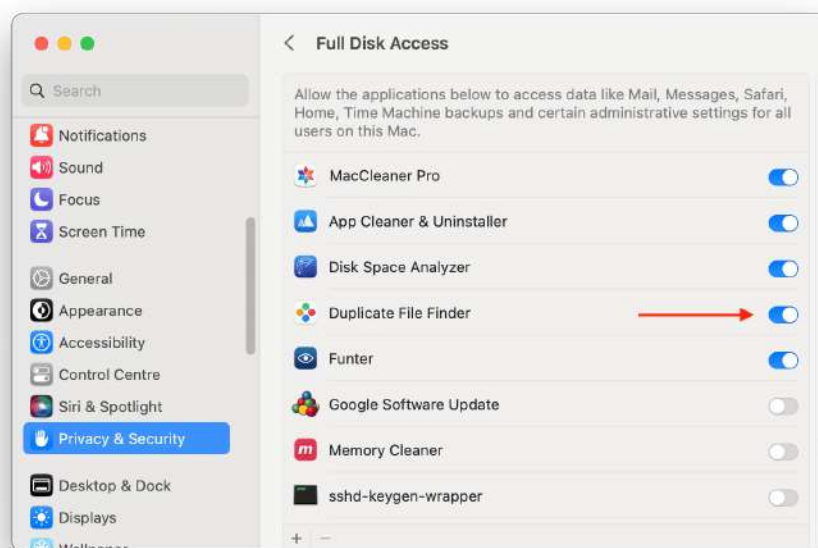 Full Disk Access
Search
Notifications
Sound
Focus
Screen Time
General
Appearance
Accessibility
Control Centre
Siri & Spotlight
Privacy & Security
Desktop & Dock
Displays
Allow the applications below to access data like Mail, Messages, Safari,
Home, Time Machine backups and certain administrative settings for all
users on this Mac.
MacCleaner Pro
App Cleaner & Uninstaller
Disk Space Analyzer
Duplicate File Finder
Funter
Google Software Update
m Memory Cleaner
sshd-keygen-wrapper
+ −